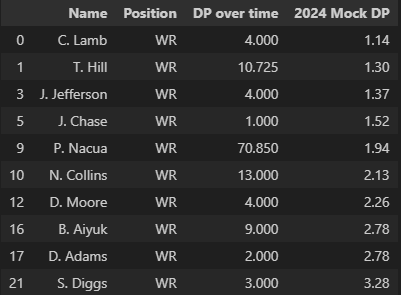 Name Position DP over time 2024 Mock DP
0 C. Lamb WR 4.000 1.14
1 T. Hill WR 10.725 1.30
3 J. Jefferson WR 4.000 1.37
5 J. Chase WR 1.000 1.52
9 P. Nacua WR 70.850 1.94
10 N. Collins WR 13.000 2.13
12 D. Moore WR 4.000 2.26
16 B. Aiyuk WR 9.000 2.78
17 D. Adams WR 2.000 2.78
21 S. Diggs WR 3.000 3.28